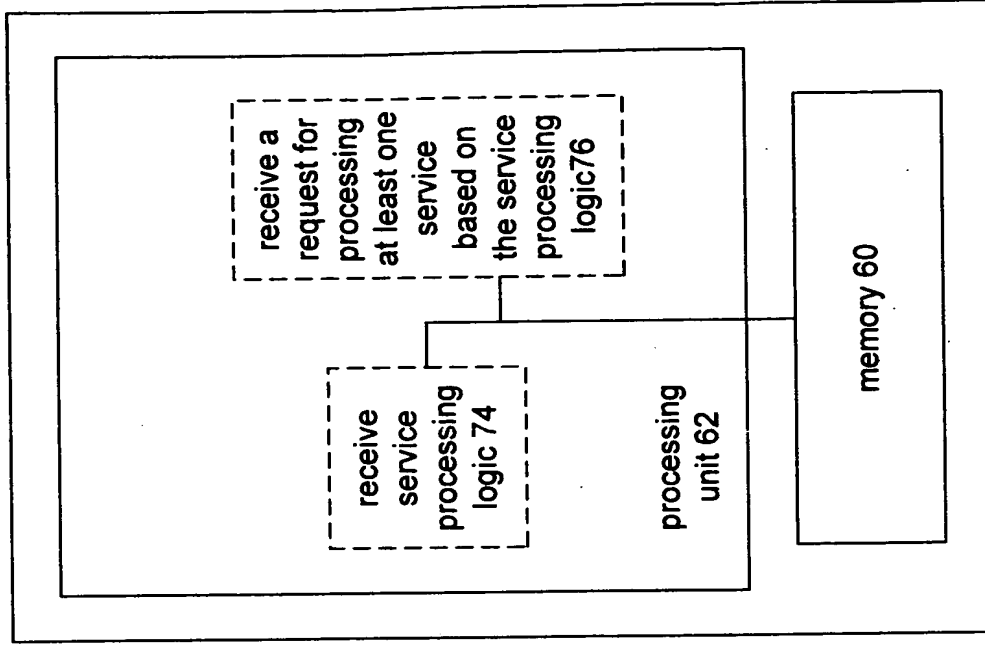 receive
service
processing
logic 74
receive a
request for
processing
at least one
service
based on
the service
processing
logic76
processing
unit 62
memory 60